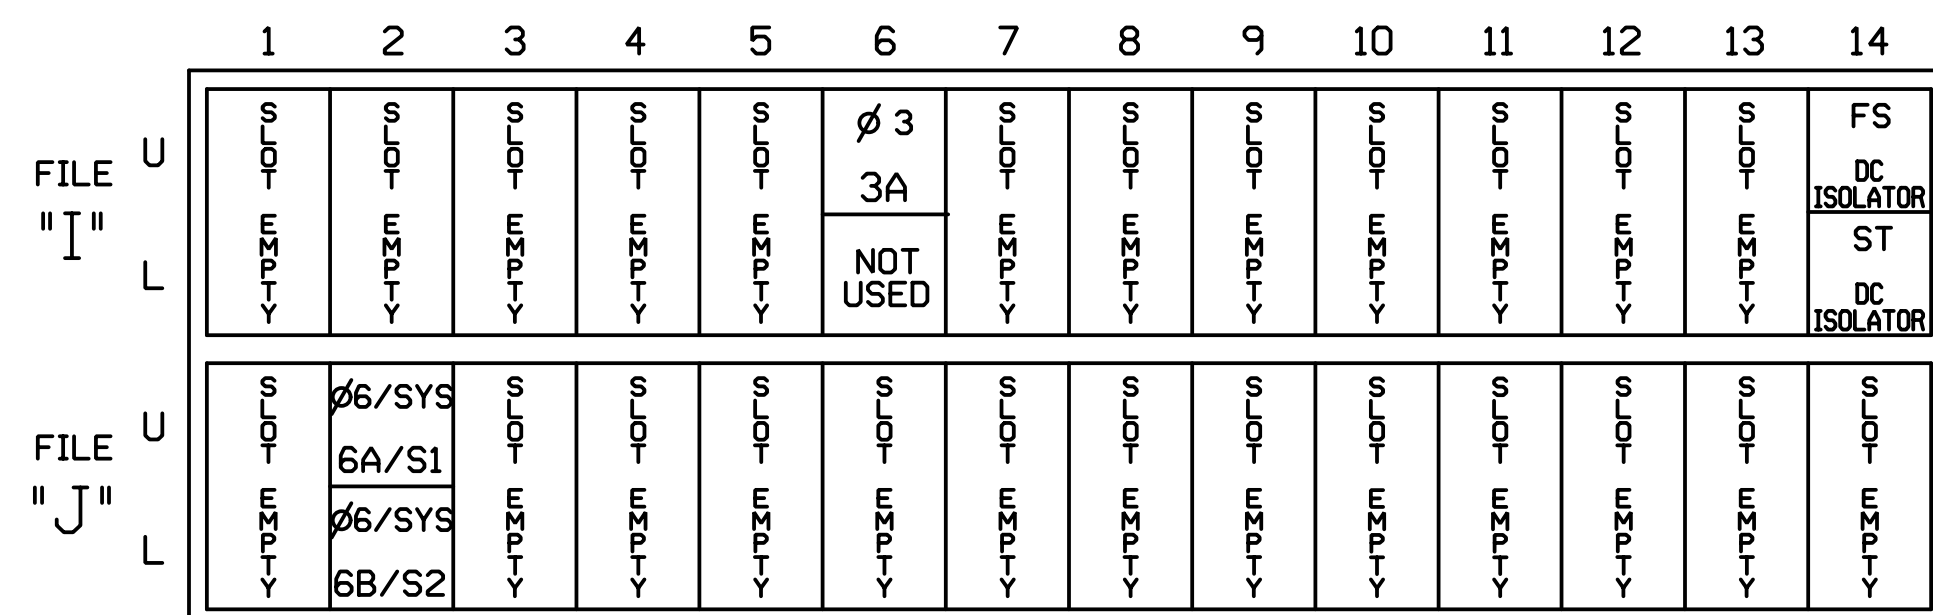 1 2 3 4 5 6 7 8 9 10 11 12 13 14
FILE "I"
U
L
SLOT EMPTY
SLOT EMPTY
SLOT EMPTY
SLOT EMPTY
SLOT EMPTY
Ø 3
3A
NOT
USED
SLOT EMPTY
SLOT EMPTY
SLOT EMPTY
SLOT EMPTY
SLOT EMPTY
SLOT EMPTY
SLOT EMPTY
FS
DC
ISOLATOR
ST
DC
ISOLATOR
FILE "J"
U
L
SLOT EMPTY
Ø6/SYS
6A/S1
Ø6/SYS
6B/S2
SLOT EMPTY
SLOT EMPTY
SLOT EMPTY
SLOT EMPTY
SLOT EMPTY
SLOT EMPTY
SLOT EMPTY
SLOT EMPTY
SLOT EMPTY
SLOT EMPTY
SLOT EMPTY
SLOT EMPTY